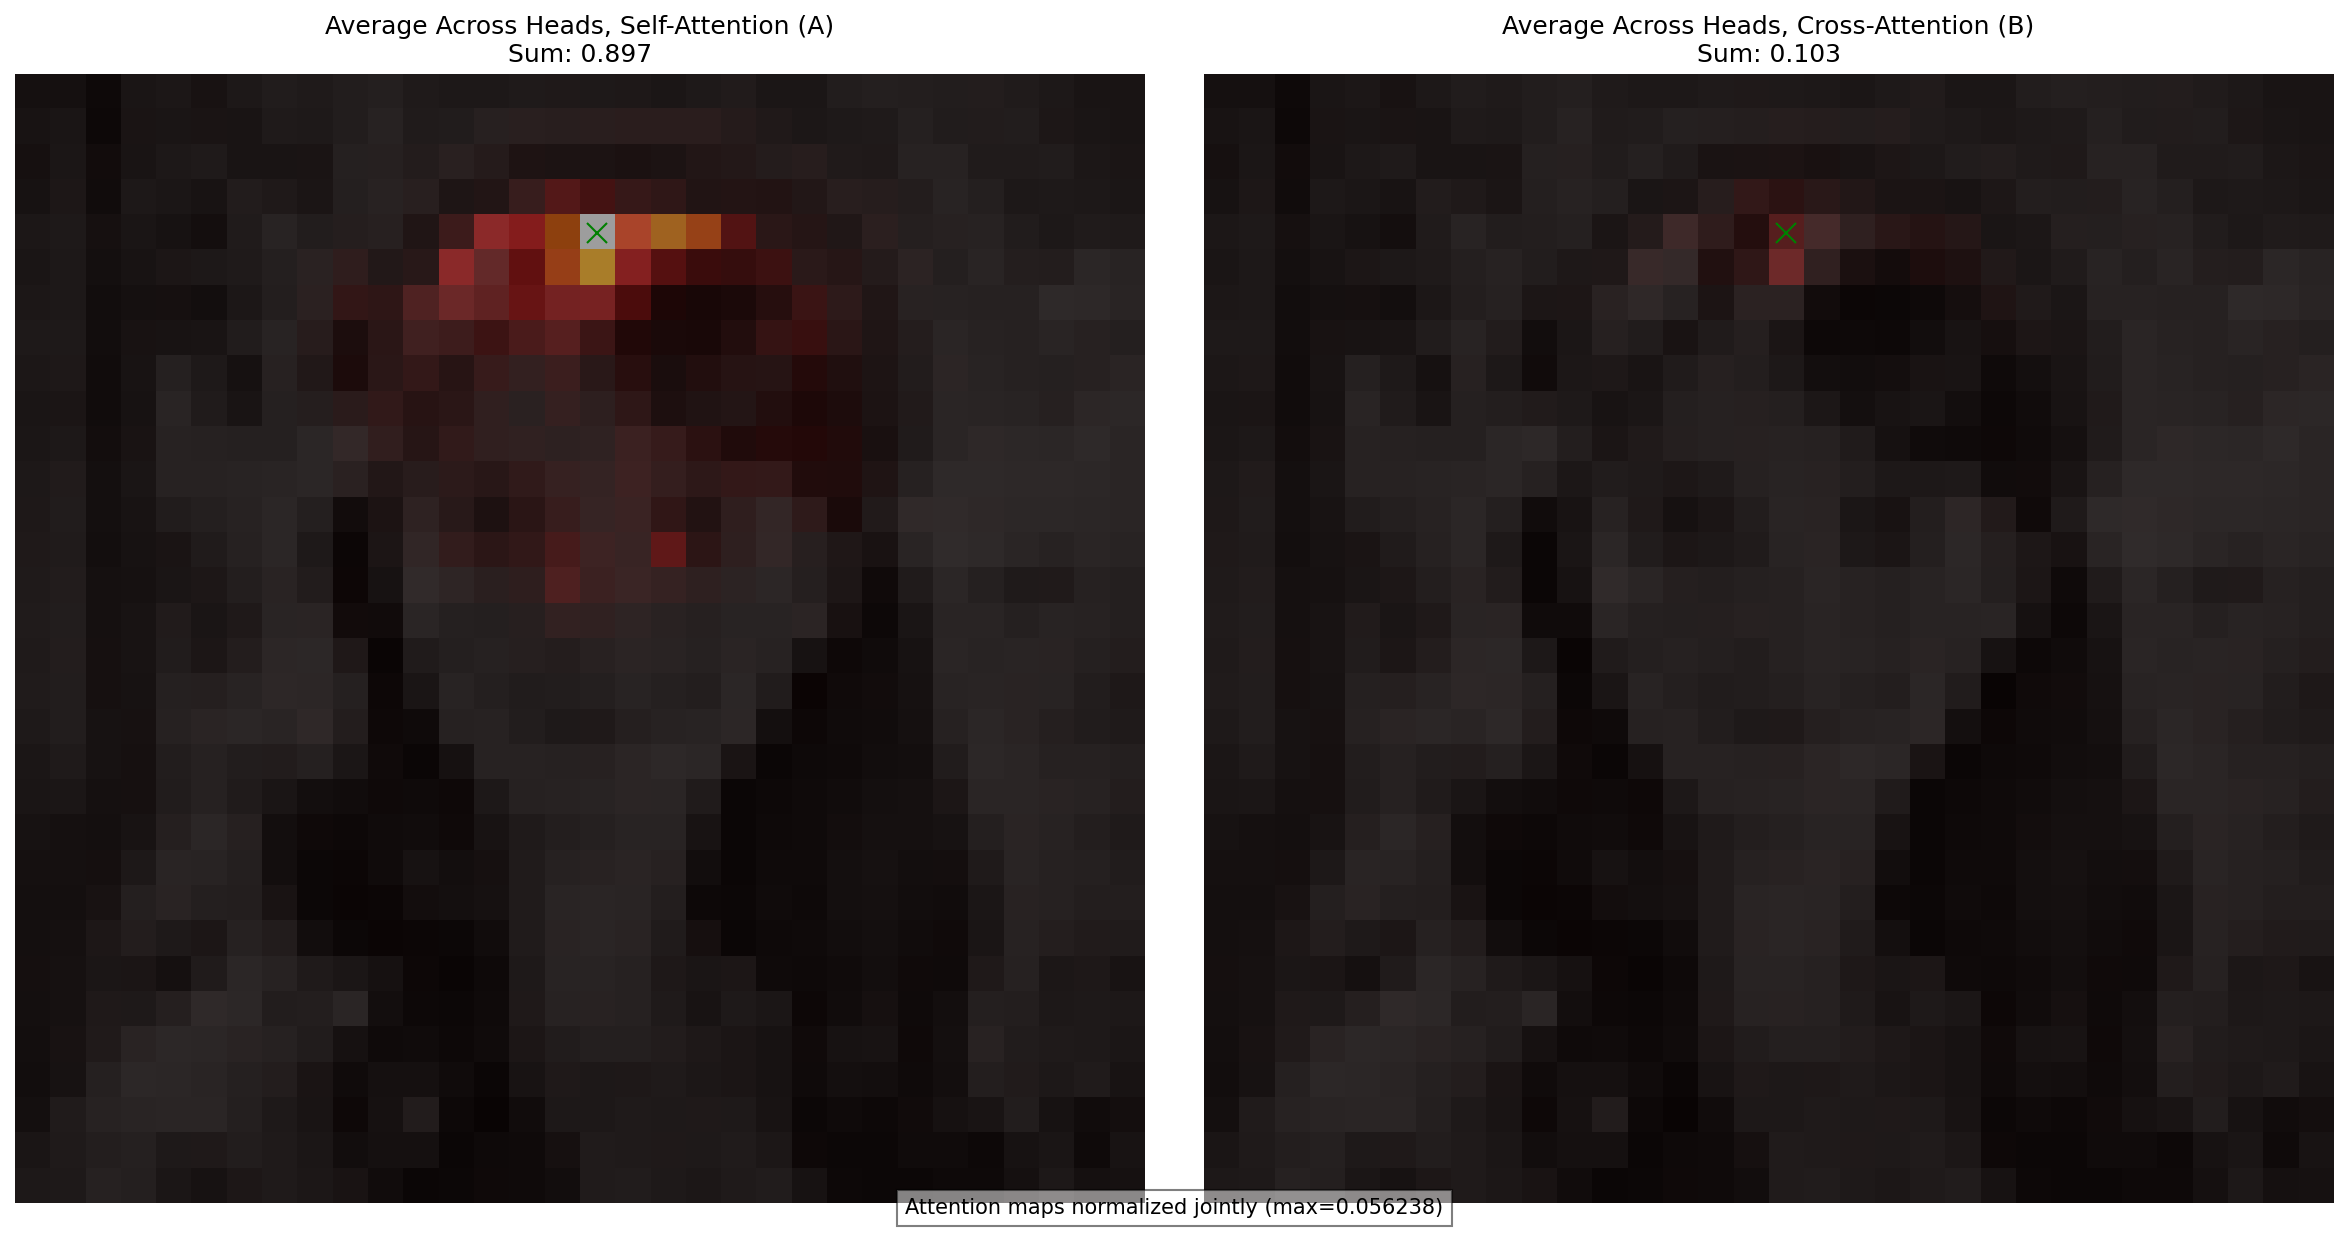 Average Across Heads, Self-Attention (A)
Sum: 0.897
Average Across Heads, Cross-Attention (B)
Sum: 0.103
Attention maps normalized jointly (max=0.056238)